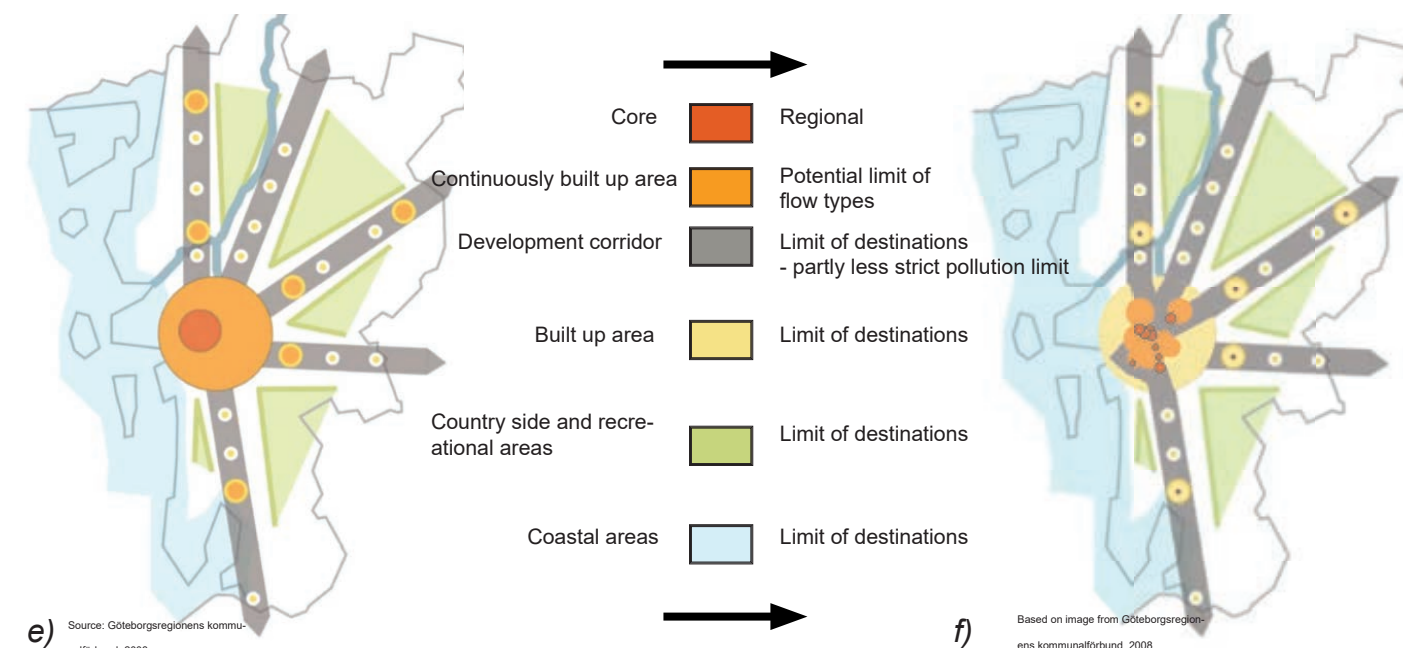 Core
Regional
Continuously built up area
Potential limit of
flow types
Development corridor
Limit of destinations
- partly less strict pollution limit
Built up area
Limit of destinations
Country side and recre-
ational areas
Limit of destinations
Coastal areas
Limit of destinations
e)
Source: Göteborgsregionens kommu-
f)
Based on image from Göteborgsregion-
ens kommunalförbund, 2008